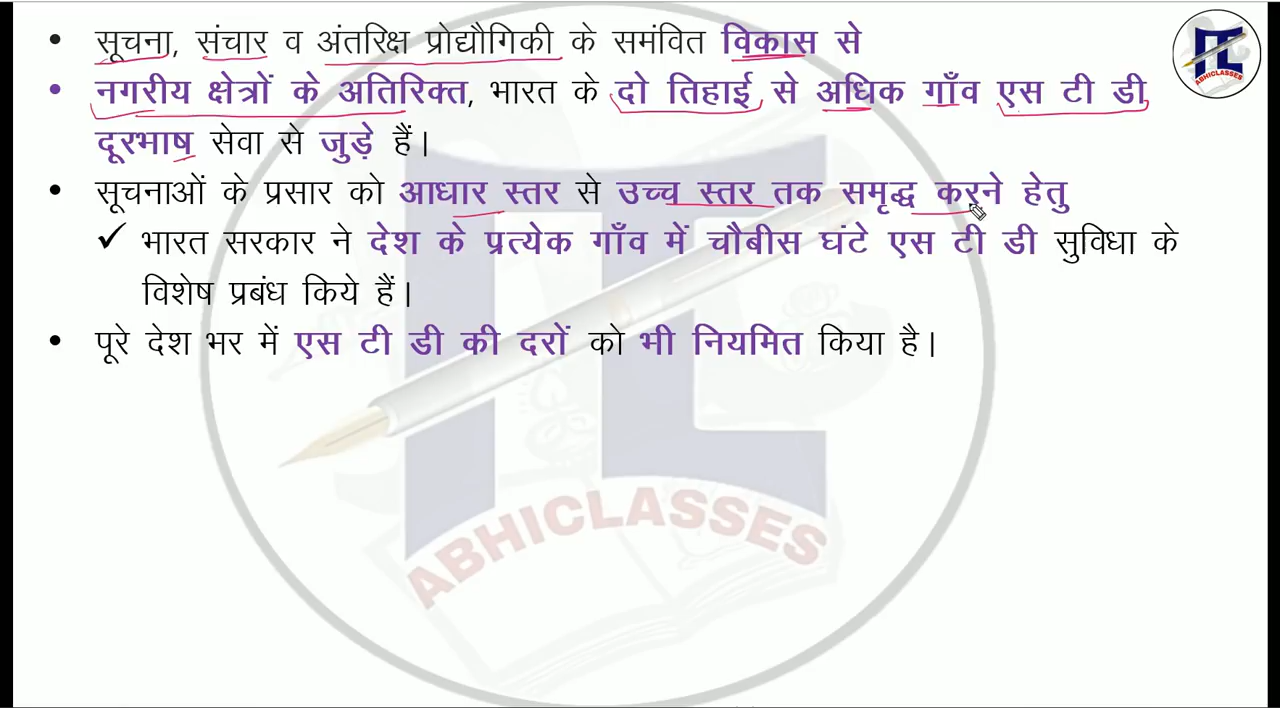 • सूचना, संचार व अंतरिक्ष प्रोद्यौगिकी के समंवित विकास से
• नगरीय क्षेत्रों के अतिरिक्त, भारत के दो तिहाई से अधिक गाँव एस टी डी
दूरभाष सेवा से जुड़े हैं।
• सूचनाओं के प्रसार को आधार स्तर से उच्च स्तर तक समृद्ध करने हेतु
✓ भारत सरकार ने देश के प्रत्येक गाँव में चौबीस घंटे एस टी डी सुविधा के
विशेष प्रबंध किये हैं।
• पूरे देश भर में एस टी डी की दरों को भी नियमित किया है।
ABHICLASSES
ABHICLASSES